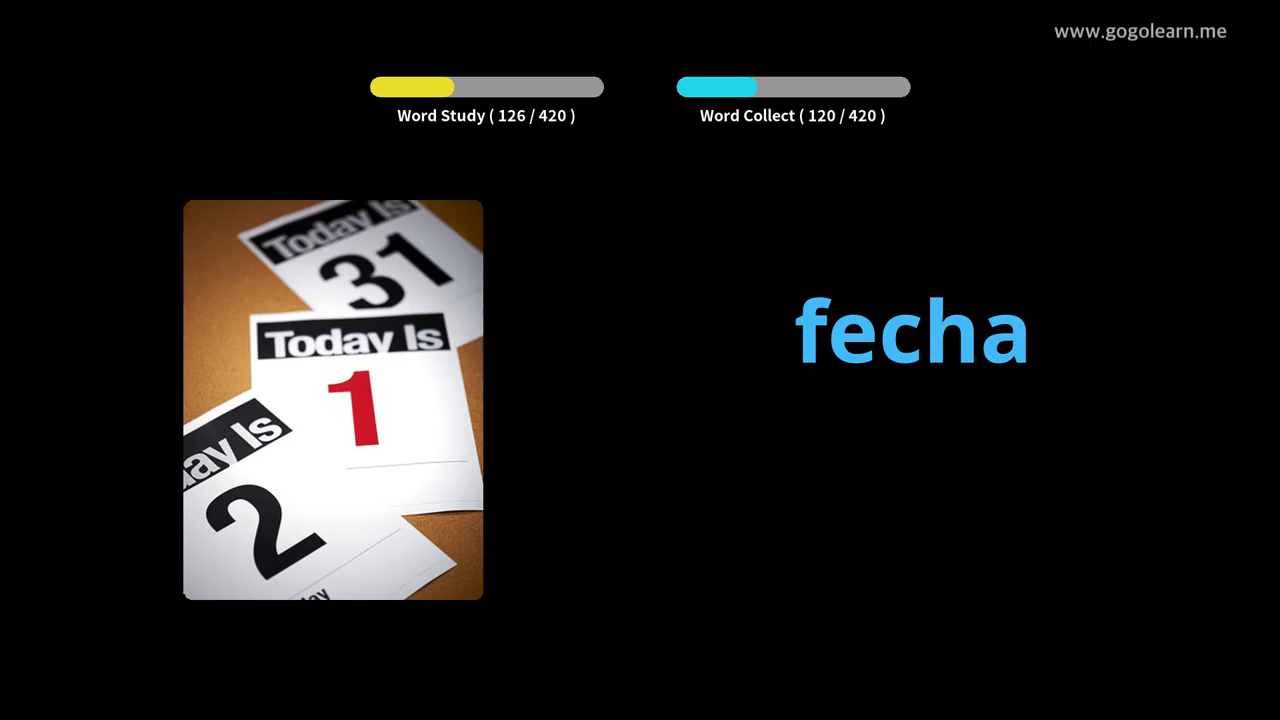 www.gogolearn.me
Word Study ( 126 / 420 )
Word Collect ( 120 / 420 )
Today Is
31
Today Is
1
ay Is
2
fecha